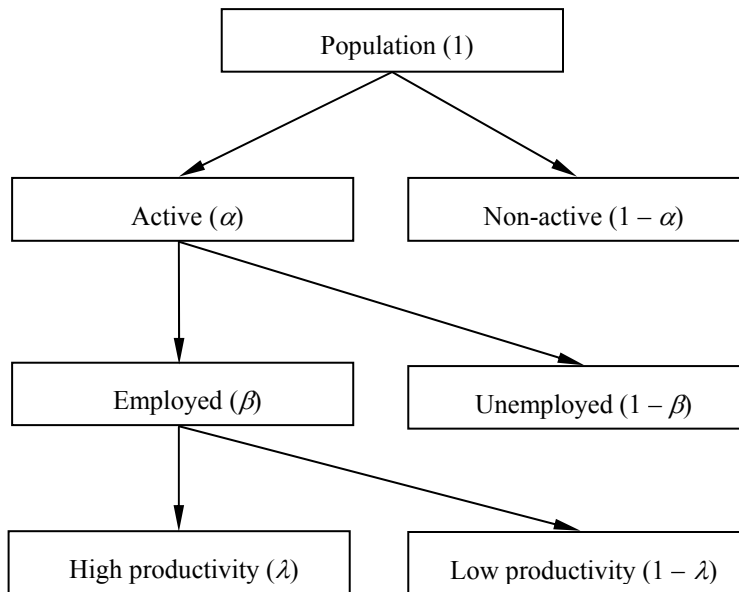 Population (1)
Active (α)
Non-active (1 – α)
Employed (β)
Unemployed (1 – β)
High productivity (λ)
Low productivity (1 – λ)